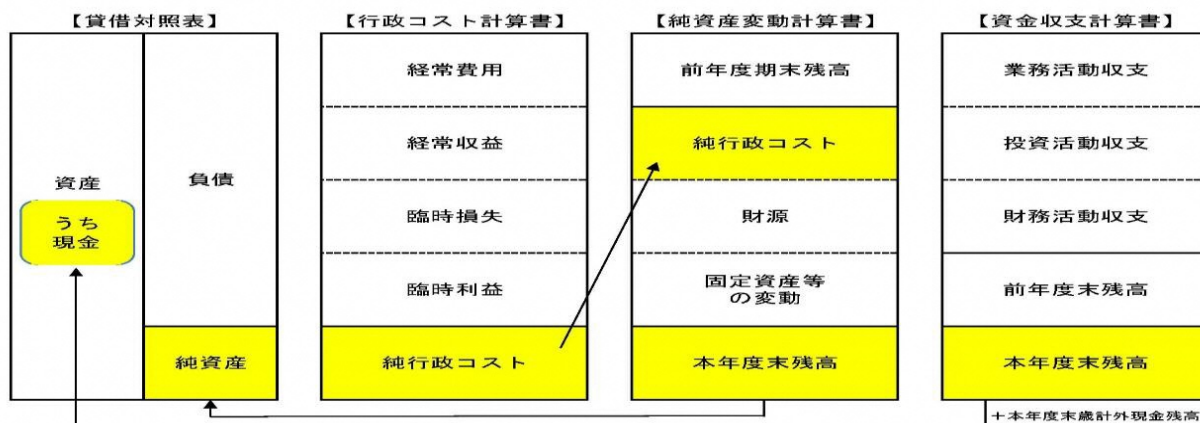 【貸借対照表】
資産
うち
現金
負債
純資産
【行政コスト計算書】
経常費用
経常収益
臨時損失
臨時利益
純行政コスト
【純資産変動計算書】
前年度期末残高
純行政コスト
財源
固定資産等
の変動
本年度末残高
【資金収支計算書】
業務活動収支
投資活動収支
財務活動収支
前年度末残高
本年度末残高
+本年度末歳計外現金残高